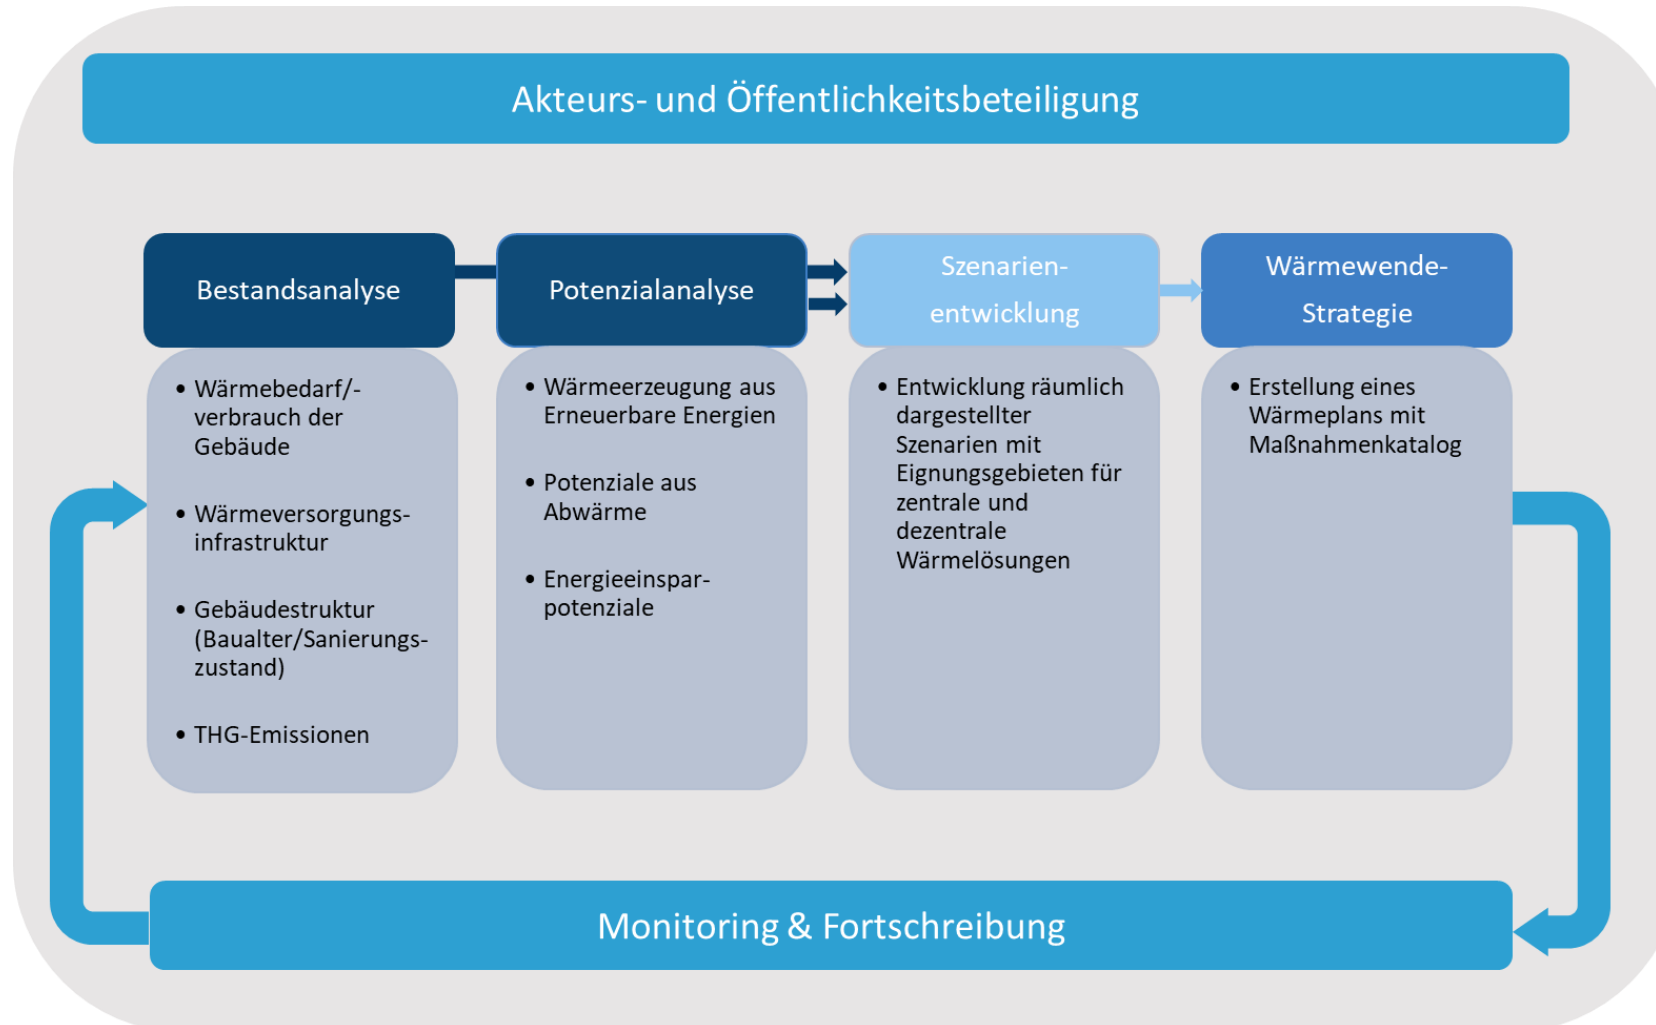 Akteurs- und Öffentlichkeitsbeteiligung
Bestandsanalyse
• Wärmebedarf/-
verbrauch der
Gebäude
• Wärmeversorgungs-
infrastruktur
• Gebäudestruktur
(Baualter/Sanierungs-
zustand)
• THG-Emissionen
Potenzialanalyse
• Wärmeerzeugung aus
Erneuerbare Energien
• Potenziale aus
Abwärme
• Energieeinspar-
potenziale
Szenarien-
entwicklung
• Entwicklung räumlich
dargestellter
Szenarien mit
Eignungsgebieten für
zentrale und
dezentrale
Wärmelösungen
Wärmewende-
Strategie
• Erstellung eines
Wärmeplans mit
Maßnahmenkatalog
Monitoring & Fortschreibung